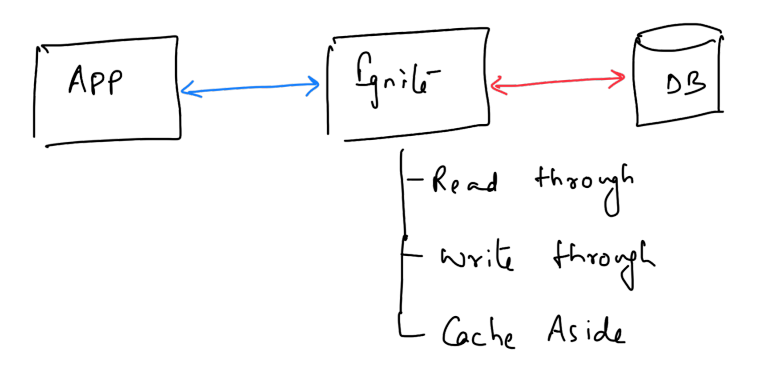 APP
Ignite
DB
Read through
Write through
Cache Aside